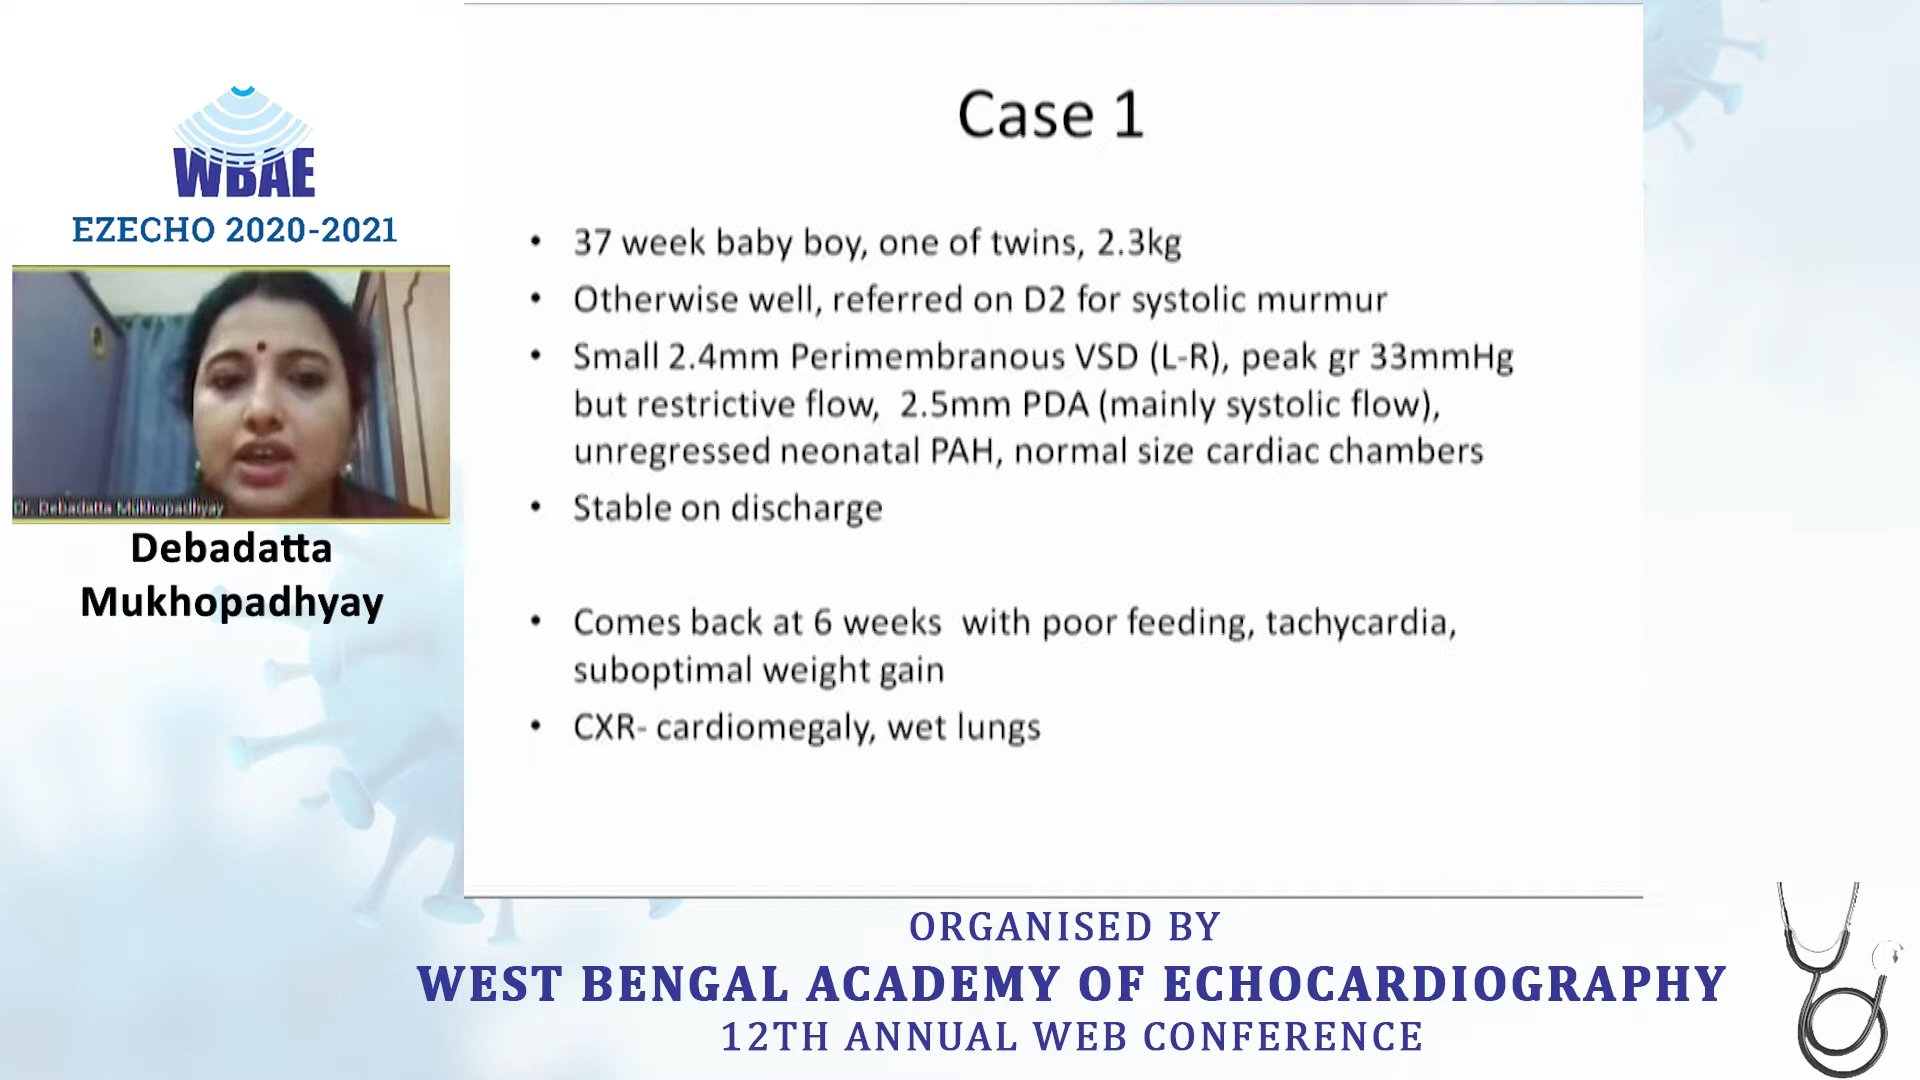 WBAE
EZECHO 2020-2021
Dr. Debadatta Mukhopadhyay
Debadatta
Mukhopadhyay
Case 1
• 37 week baby boy, one of twins, 2.3kg
• Otherwise well, referred on D2 for systolic murmur
• Small 2.4mm Perimembranous VSD (L-R), peak gr 33mmHg
but restrictive flow, 2.5mm PDA (mainly systolic flow),
unregressed neonatal PAH, normal size cardiac chambers
• Stable on discharge
• Comes back at 6 weeks with poor feeding, tachycardia,
suboptimal weight gain
• CXR- cardiomegaly, wet lungs
ORGANISED BY
WEST BENGAL ACADEMY OF ECHOCARDIOGRAPHY
12TH ANNUAL WEB CONFERENCE